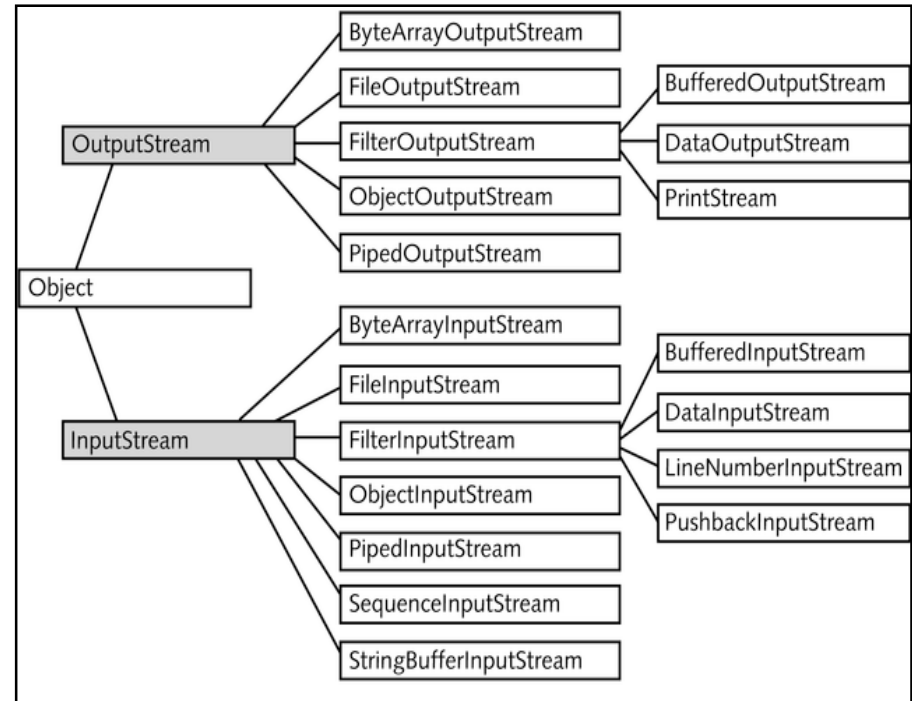 ByteArrayOutputStream
FileOutputStream
BufferedOutputStream
OutputStream
FilterOutputStream
DataOutputStream
ObjectOutputStream
PrintStream
PipedOutputStream
Object
ByteArrayInputStream
BufferedInputStream
FileInputStream
DataInputStream
InputStream
FilterInputStream
LineNumberInputStream
ObjectInputStream
PushbackInputStream
PipedInputStream
SequenceInputStream
StringBufferInputStream